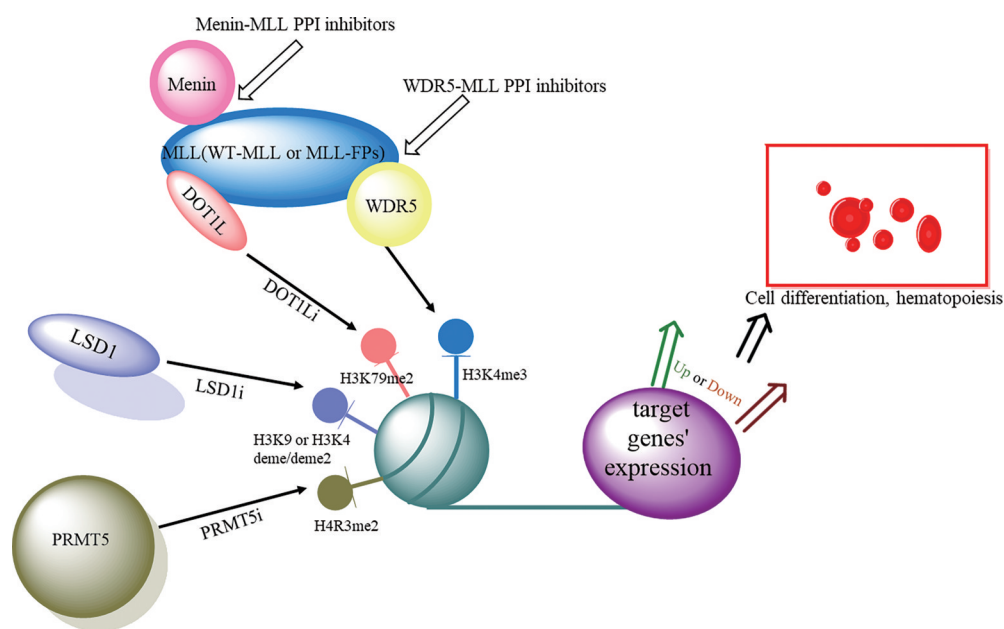 Menin-MLL PPI inhibitors
Menin
WDR5-MLL PPI inhibitors
MLL(WT-MLL or MLL-FPs)
DOT1L
WDR5
DOT1Li
Cell differentiation, hematopoiesis
LSD1
LSD1i
H3K79me2
H3K4me3
Up or Down
H3K9 or H3K4
deme/deme2
target
genes'
expression
PRMT5
PRMT5i
H4R3me2